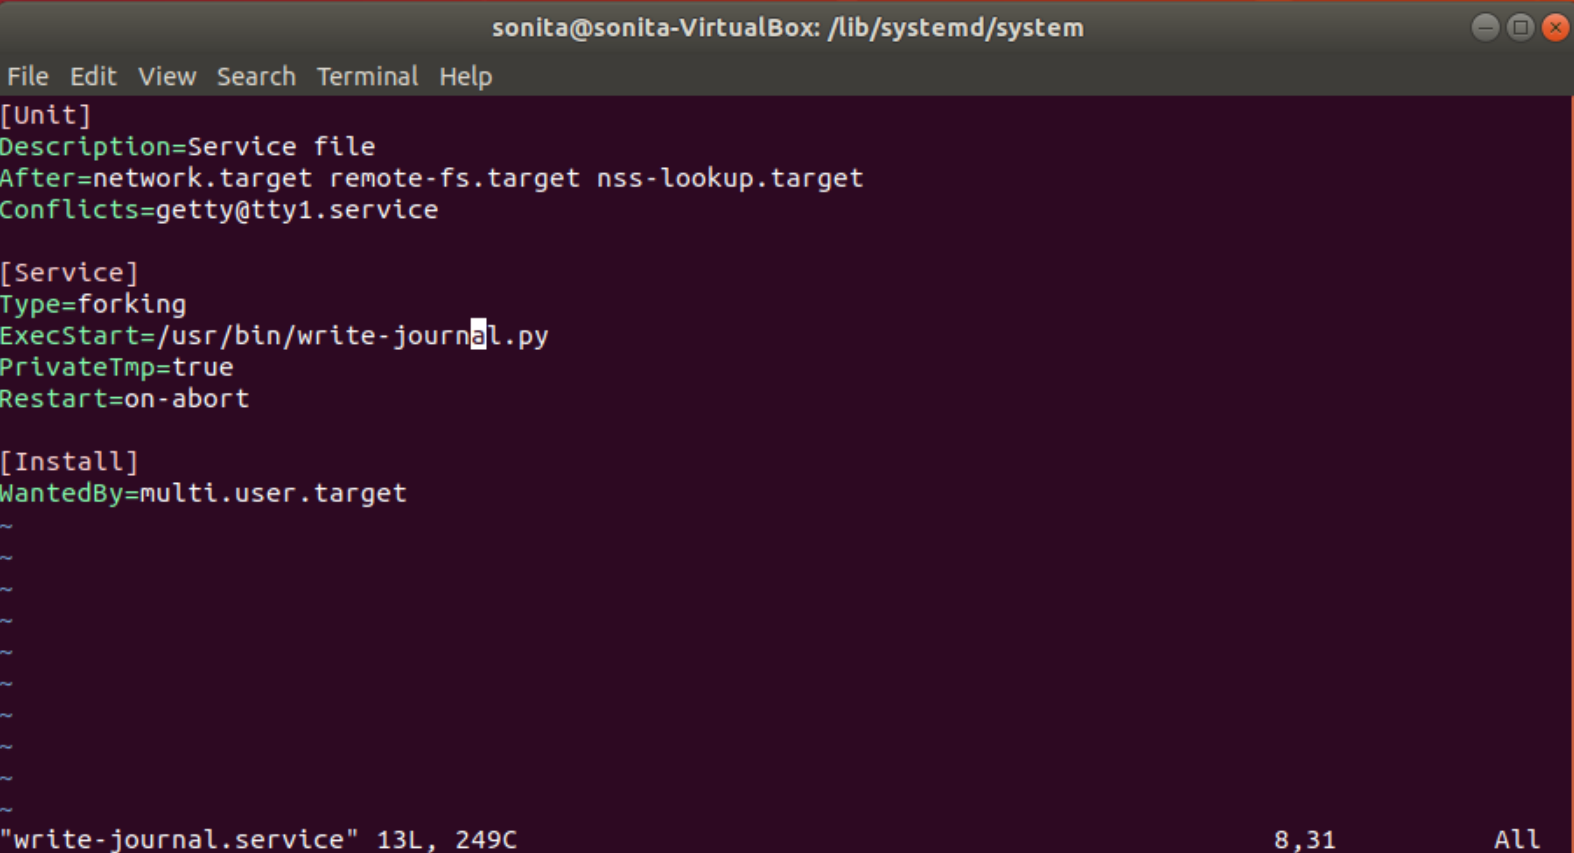 sonita@sonita-VirtualBox: /lib/systemd/system
File Edit View Search Terminal Help
[Unit]
Description=Service file
After=network.target remote-fs.target nss-lookup.target
Conflicts=getty@tty1.service
[Service]
Type=forking
ExecStart=/usr/bin/write-journal.py
PrivateTmp=true
Restart=on-abort
[Install]
WantedBy=multi.user.target
~
~
~
~
~
~
~
~
~
~
"write-journal.service" 13L, 249C 8,31 All